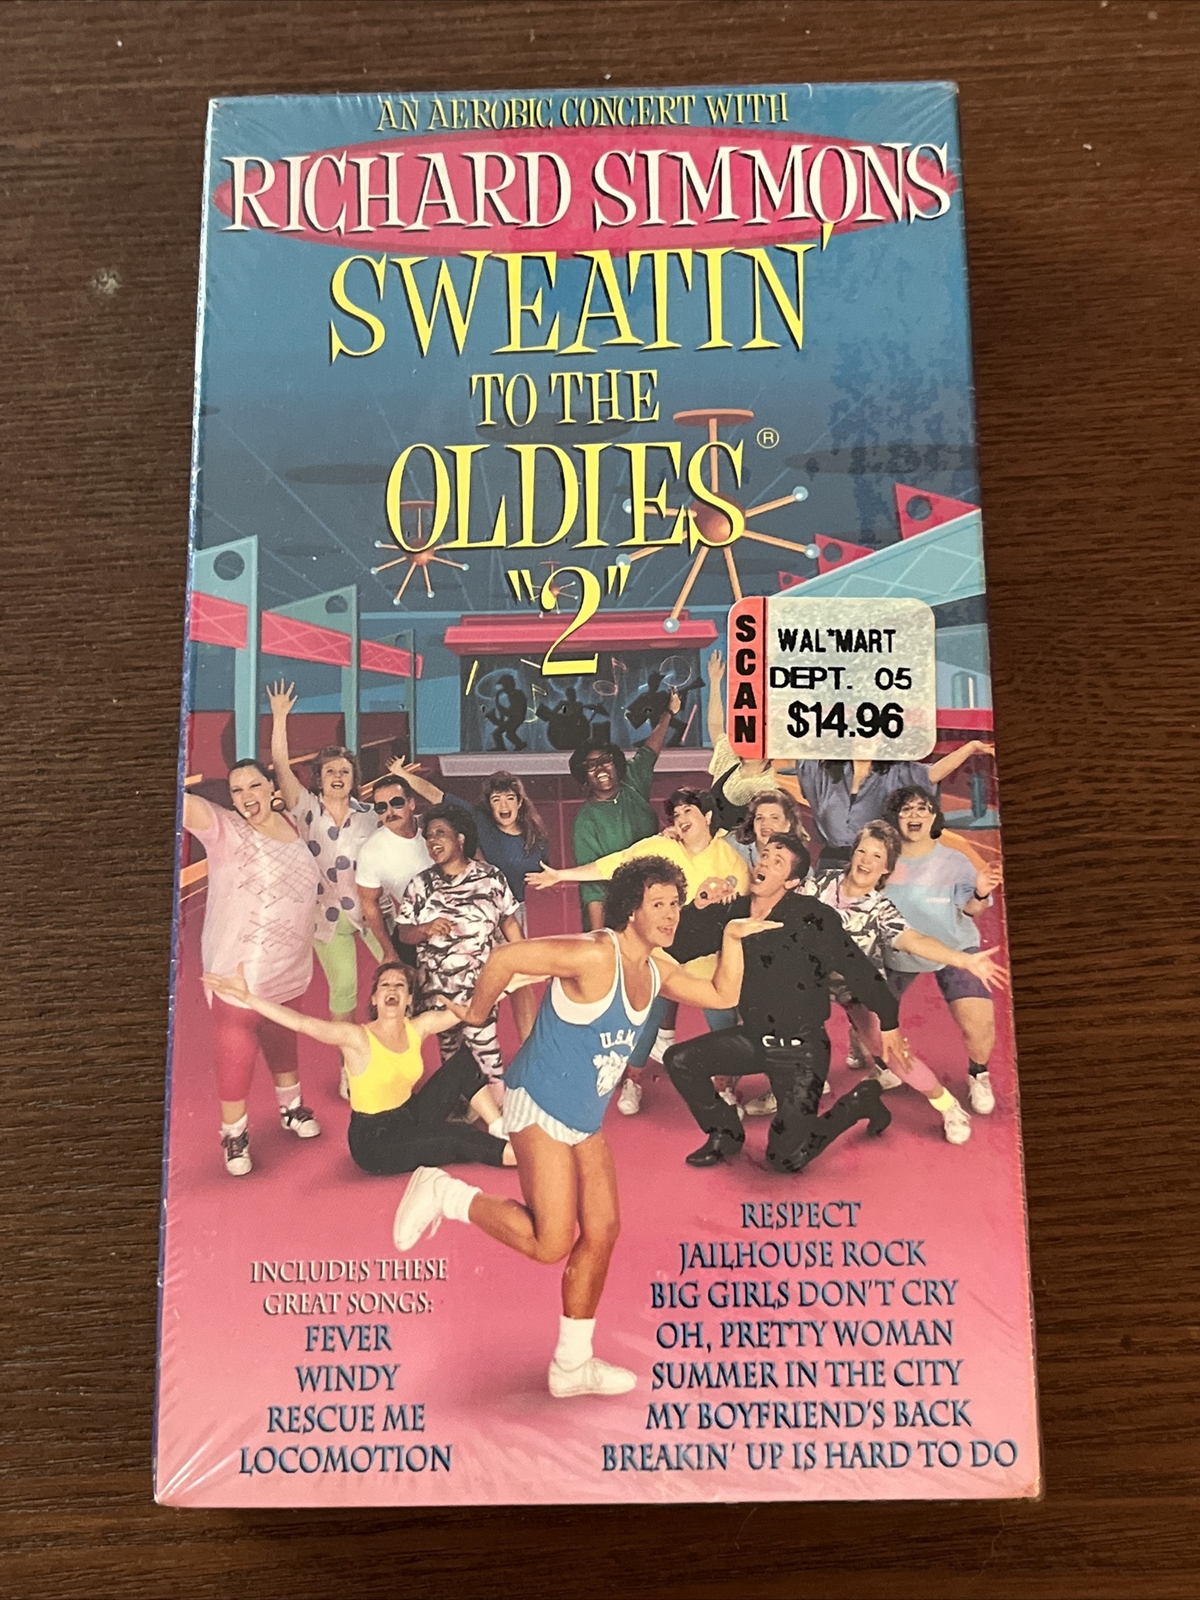 AN AEROBIC CONCERT WITH
RICHARD SIMMONS
SWEATIN'
TO THE
OLDIES®
"2"
SCAN
WAL*MART
DEPT. 05
$14.96
INCLUDES THESE
GREAT SONGS:
FEVER
WINDY
RESCUE ME
LOCOMOTION
RESPECT
JAILHOUSE ROCK
BIG GIRLS DON'T CRY
OH, PRETTY WOMAN
SUMMER IN THE CITY
MY BOYFRIEND'S BACK
BREAKIN' UP IS HARD TO DO